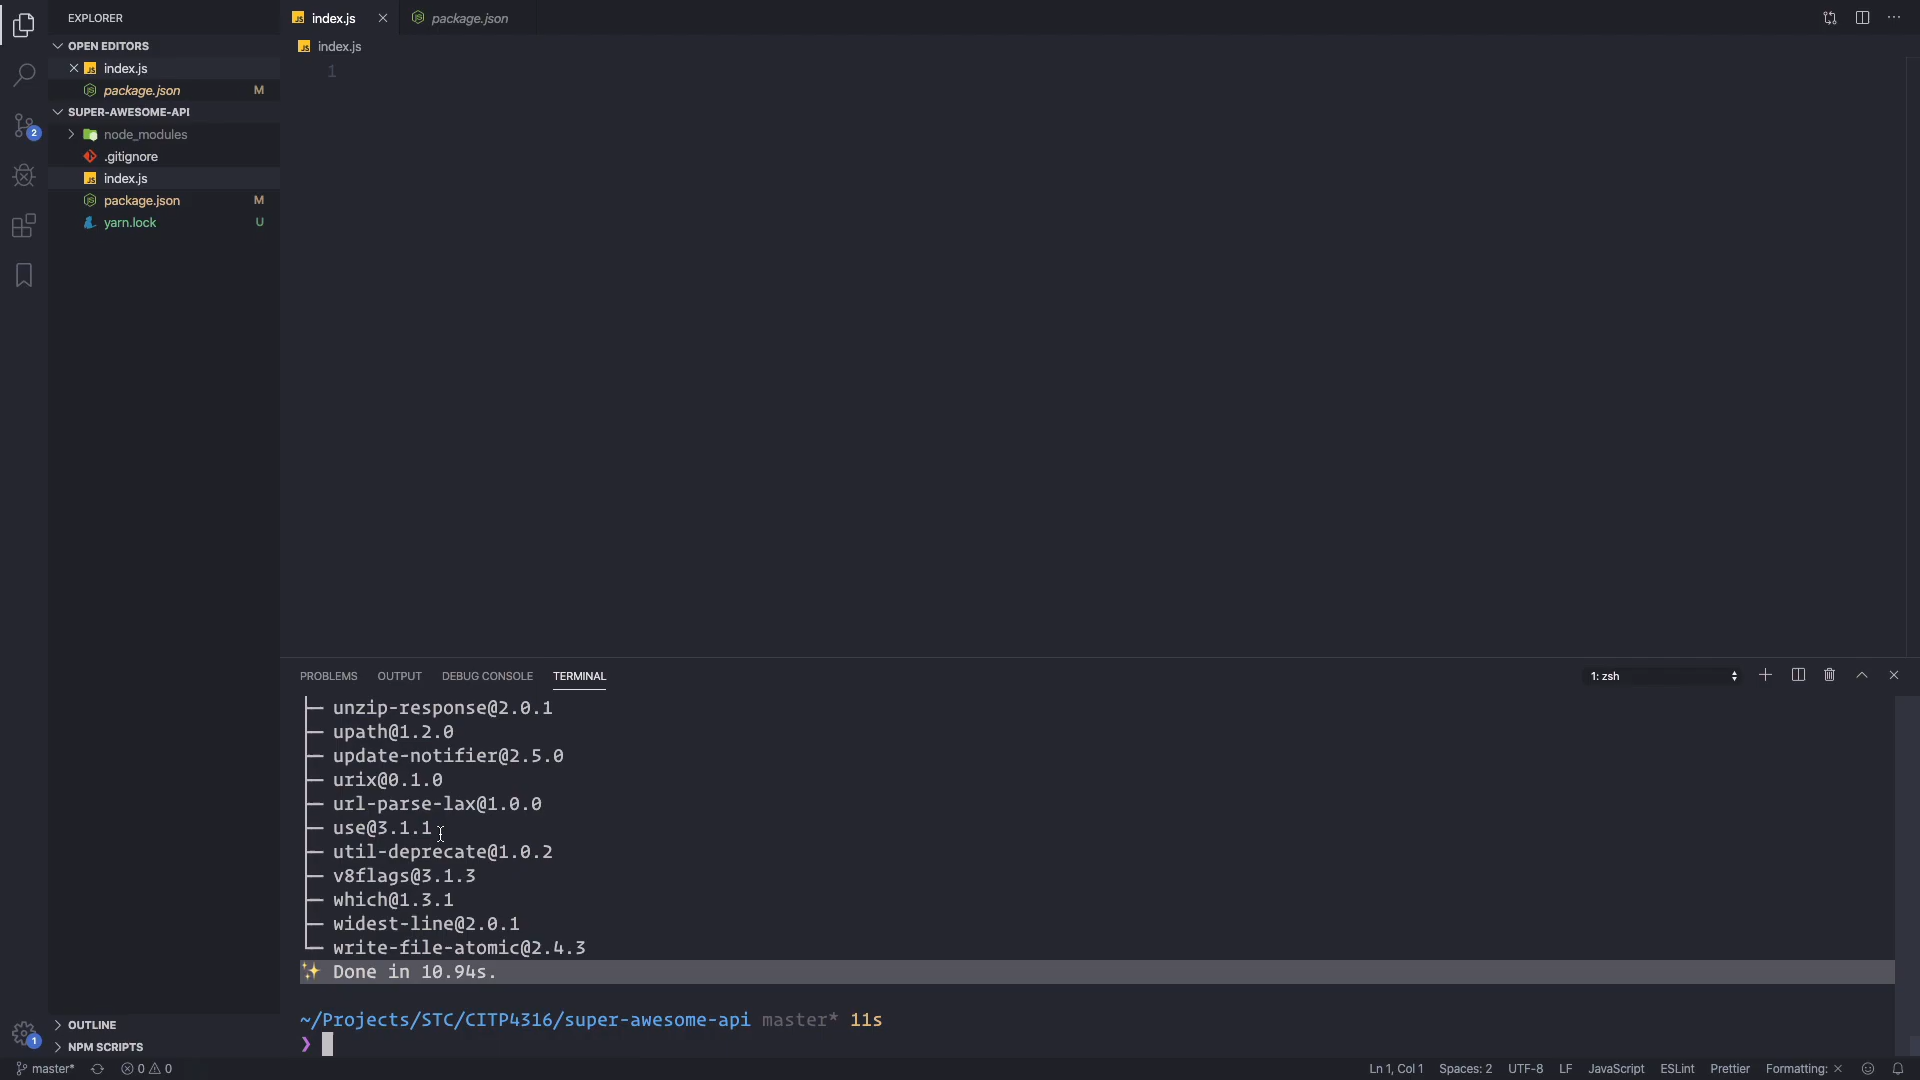 EXPLORER
OPEN EDITORS
index.js
package.json M
SUPER-AWESOME-API
node_modules
.gitignore
index.js
package.json M
yarn.lock U
2
OUTLINE
NPM SCRIPTS
1
index.js
package.json
index.js
1
PROBLEMS OUTPUT DEBUG CONSOLE TERMINAL
1: zsh
unzip-response@2.0.1
upath@1.2.0
update-notifier@2.5.0
urix@0.1.0
url-parse-lax@1.0.0
use@3.1.1
util-deprecate@1.0.2
v8flags@3.1.3
which@1.3.1
widest-line@2.0.1
write-file-atomic@2.4.3
✨ Done in 10.94s.
~/Projects/STC/CITP4316/super-awesome-api master* 11s
❯
master* 0 0 Ln 1, Col 1 Spaces: 2 UTF-8 LF JavaScript ESLint Prettier Formatting: ×